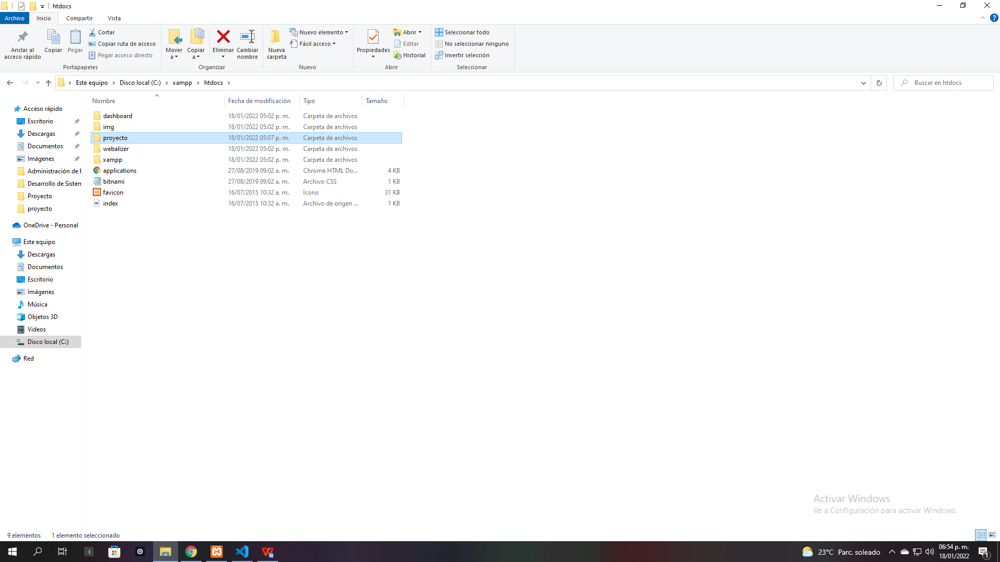 htdocs
Archivo Inicio Compartir Vista
Anclar al
acceso rápido
Copiar
Pegar
Cortar
Copiar ruta de acceso
Pegar acceso directo
Portapapeles
Mover
a
Copiar
a
Eliminar
Cambiar
nombre
Organizar
Nueva
carpeta
Nuevo elemento
Fácil acceso
Nuevo
Propiedades
Abrir
Editar
Historial
Abrir
Seleccionar todo
No seleccionar ninguno
Invertir selección
Seleccionar
Este equipo > Disco local (C:) > xampp > htdocs >
Buscar en htdocs
Acceso rápido
Escritorio
Descargas
Documentos
Imágenes
Administración de F
Desarrollo de Sistem
Proyecto
proyecto
OneDrive - Personal
Este equipo
Descargas
Documentos
Escritorio
Imágenes
Música
Objetos 3D
Videos
Disco local (C:)
Red
Nombre Fecha de modificación Tipo Tamaño
dashboard 18/01/2022 05:02 p. m. Carpeta de archivos
img 18/01/2022 05:02 p. m. Carpeta de archivos
proyecto 18/01/2022 05:07 p. m. Carpeta de archivos
webalizer 18/01/2022 05:02 p. m. Carpeta de archivos
xampp 18/01/2022 05:02 p. m. Carpeta de archivos
applications 27/08/2019 09:02 a. m. Chrome HTML Do... 4 KB
bitnami 27/08/2019 09:02 a. m. Archivo CSS 1 KB
favicon 16/07/2015 10:32 a. m. Icono 31 KB
index 16/07/2015 10:32 a. m. Archivo de origen ... 1 KB
Activar Windows
Ve a Configuración para activar Windows.
9 elementos 1 elemento seleccionado
23°C Parc. soleado
06:54 p. m.
18/01/2022
1